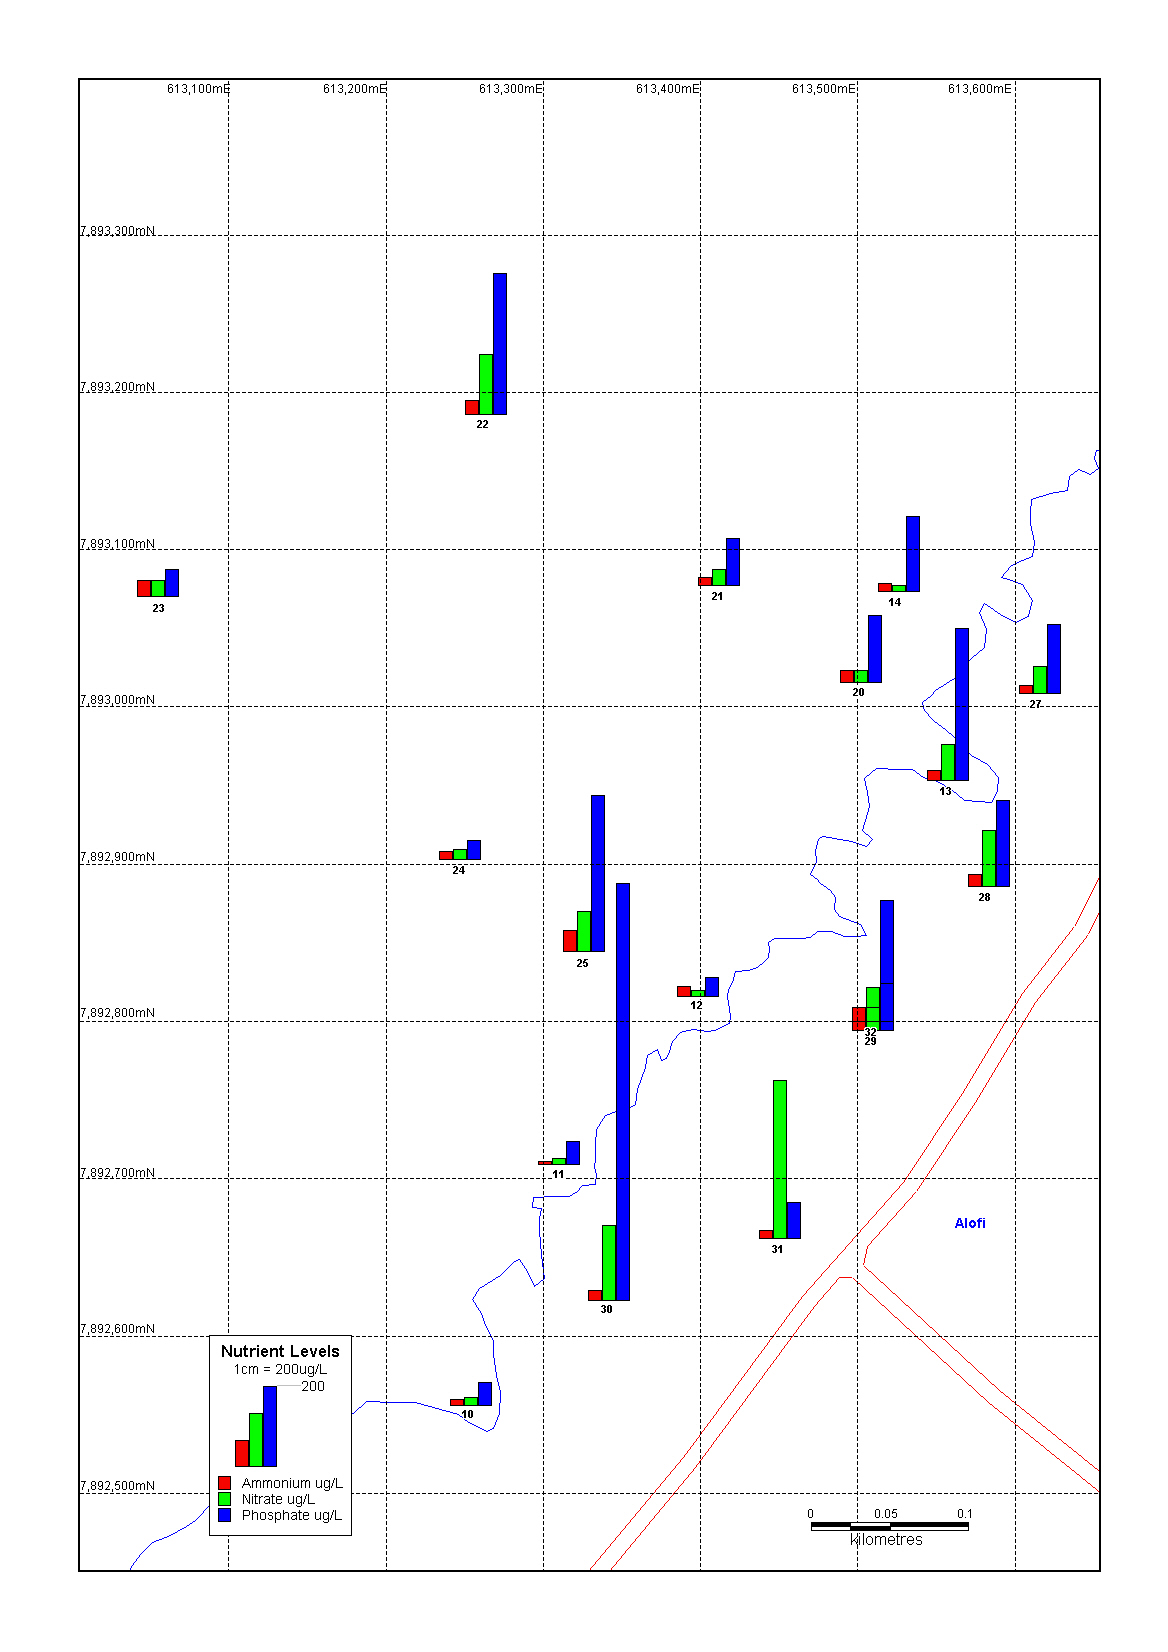 613,100mE 613,200mE 613,300mE 613,400mE 613,500mE 613,600mE
7,893,300mN
7,893,200mN
22
7,893,100mN
23
21
14
20
27
7,893,000mN
13
7,892,900mN
24
28
25
12
7,892,800mN
32
29
7,892,700mN
11
Alofi
31
30
7,892,600mN
Nutrient Levels
1cm = 200ug/L
200
10
Ammonium ug/L
Nitrate ug/L
Phosphate ug/L
7,892,500mN
0 0.05 0.1
kilometres